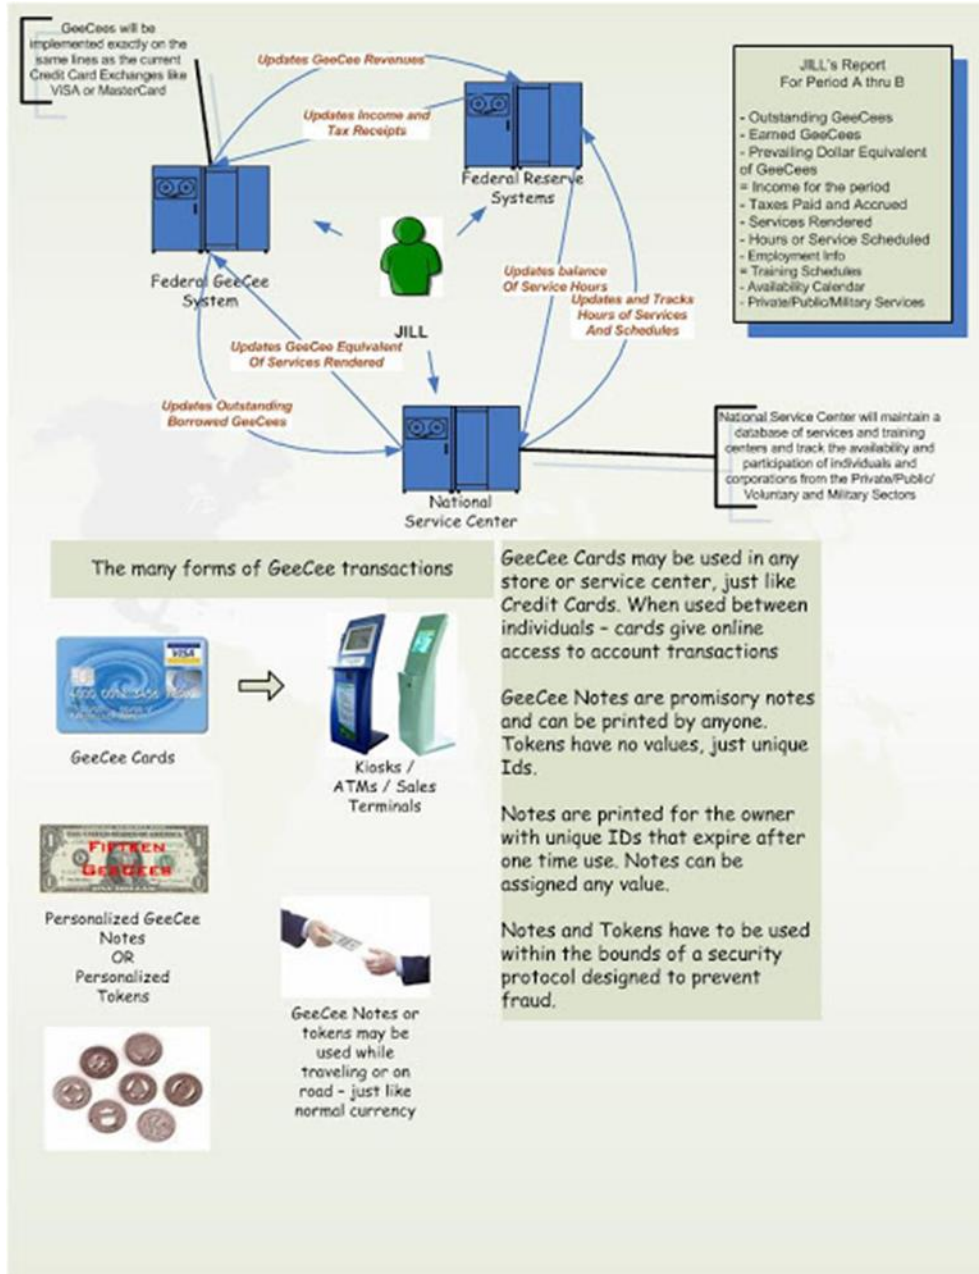 GeeCees will be
implemented exactly on the
same lines as the current
Credit Card Exchanges like
VISA or MasterCard
Updates GeeCee Revenues
Updates Income and
Tax Receipts
Federal Reserve
Systems
Federal GeeCee
System
JILL
Updates balance
Of Service Hours
Updates and Tracks
Hours of Services
And Schedules
Updates GeeCee Equivalent
Of Services Rendered
Updates Outstanding
Borrowed GeeCees
National
Service Center
JILL's Report
For Period A thru B
- Outstanding GeeCees
- Earned GeeCees
- Prevailing Dollar Equivalent
of GeeCees
= Income for the period
- Taxes Paid and Accrued
- Services Rendered
- Hours or Service Scheduled
- Employment Info
= Training Schedules
- Availability Calendar
- Private/Public/Military Services
National Service Center will maintain a
database of services and training
centers and track the availability and
participation of individuals and
corporations from the Private/Public/
Voluntary and Military Sectors
The many forms of GeeCee transactions
VISA
GeeCee Cards
Kiosks /
ATMs / Sales
Terminals
FIFTEEN
GEECEES
Personalized GeeCee
Notes
OR
Personalized
Tokens
GeeCee Notes or
tokens may be
used while
traveling or on
road – just like
normal currency
GeeCee Cards may be used in any
store or service center, just like
Credit Cards. When used between
individuals – cards give online
access to account transactions
GeeCee Notes are promisory notes
and can be printed by anyone.
Tokens have no values, just unique
Ids.
Notes are printed for the owner
with unique IDs that expire after
one time use. Notes can be
assigned any value.
Notes and Tokens have to be used
within the bounds of a security
protocol designed to prevent
fraud.